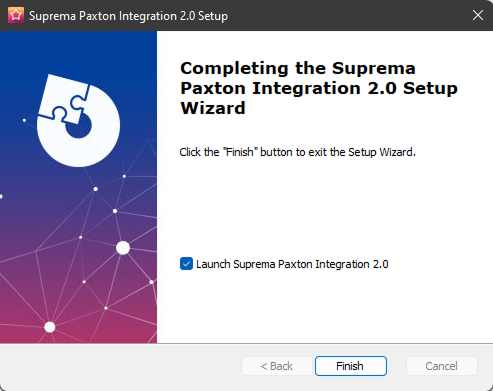 Suprema Paxton Integration 2.0 Setup
Completing the Suprema
Paxton Integration 2.0 Setup
Wizard
Click the "Finish" button to exit the Setup Wizard.
Launch Suprema Paxton Integration 2.0
< Back
Finish
Cancel